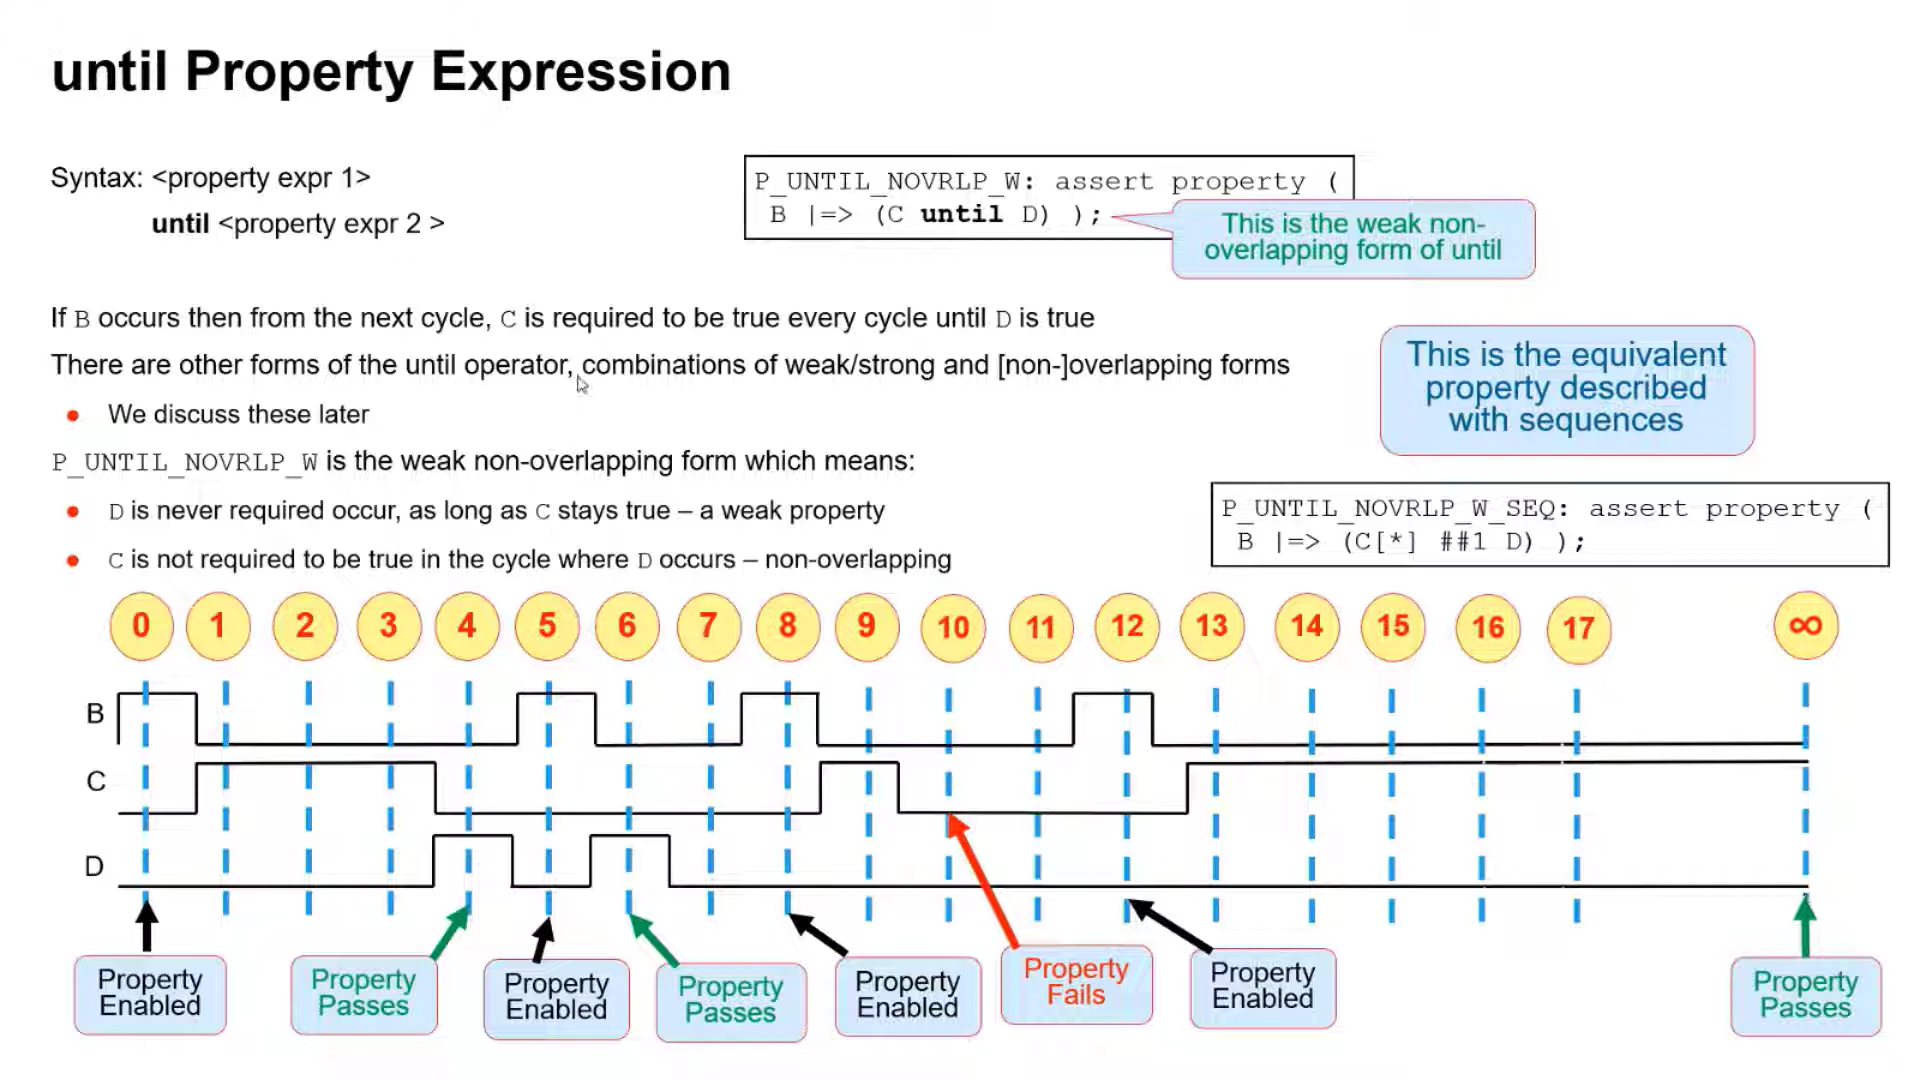 until Property Expression
Syntax: <property expr 1>
until <property expr 2 >
P_UNTIL_NOVRLP_W: assert property (
B |=> (C until D) );
This is the weak non-
overlapping form of until
If B occurs then from the next cycle, C is required to be true every cycle until D is true
There are other forms of the until operator, combinations of weak/strong and [non-]overlapping forms
• We discuss these later
This is the equivalent
property described
with sequences
P_UNTIL_NOVRLP_W is the weak non-overlapping form which means:
• D is never required occur, as long as C stays true – a weak property
• C is not required to be true in the cycle where D occurs – non-overlapping
P_UNTIL_NOVRLP_W_SEQ: assert property (
B |=> (C[*] ##1 D) );
0 1 2 3 4 5 6 7 8 9 10 11 12 13 14 15 16 17 ∞
B
C
D
Property
Enabled
Property
Passes
Property
Enabled
Property
Passes
Property
Enabled
Property
Fails
Property
Enabled
Property
Passes